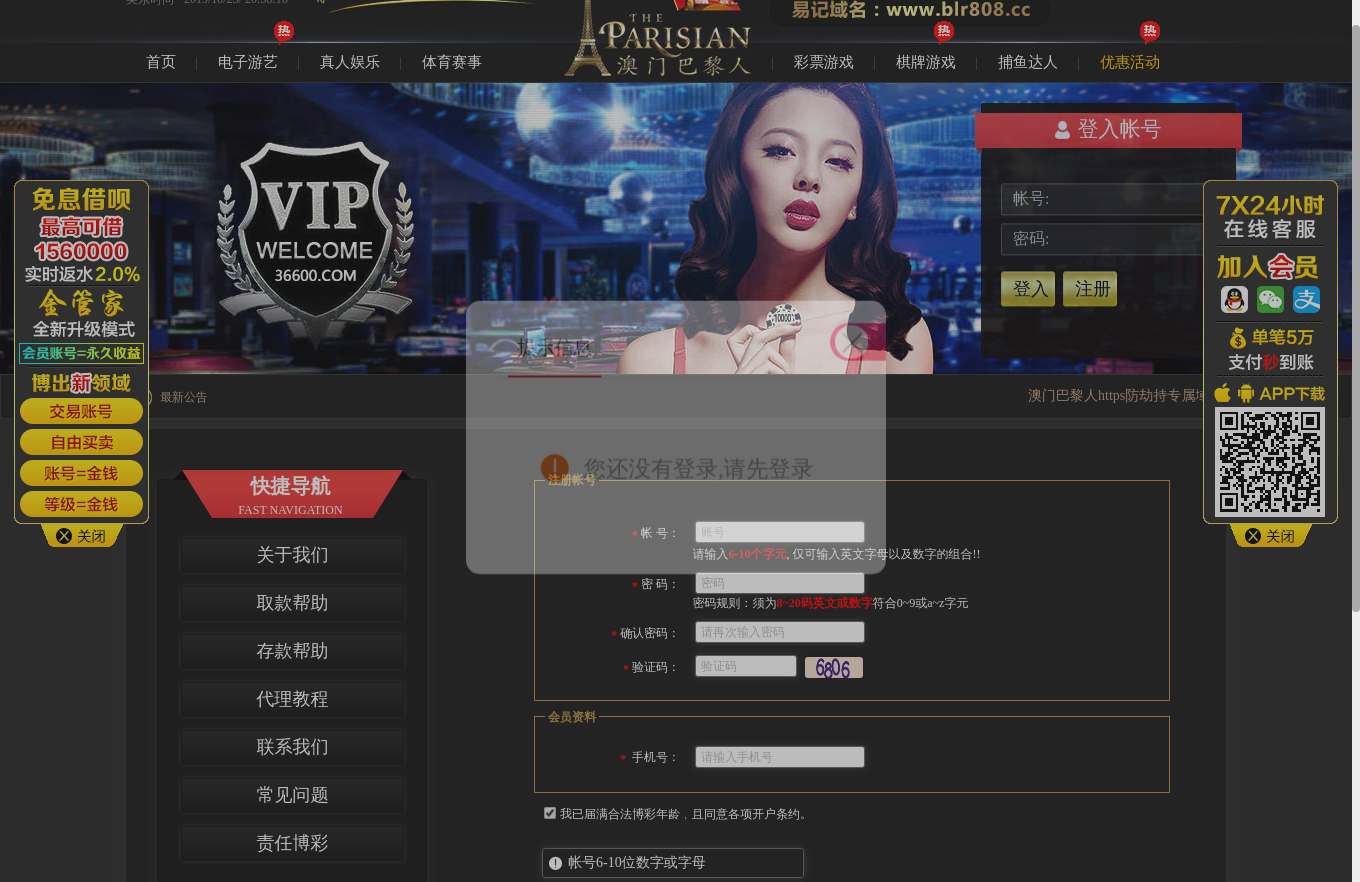 美东时间 2019/10/25/ 20:58:10
易记域名：www.blr808.cc
首页
电子游艺
热
真人娱乐
体育赛事
THE
PARISIAN
澳门巴黎人
彩票游戏
棋牌游戏
热
捕鱼达人
优惠活动
热
VIP
WELCOME
36600.COM
10000
登入帐号
帐号:
密码:
登入
注册
免息借呗
最高可借
1560000
实时返水2.0%
金管家
全新升级模式
会员账号=永久收益
博出新领域
交易账号
自由买卖
账号=金钱
等级=金钱
关闭
7X24小时
在线客服
加入会员
单笔5万
支付秒到账
APP下载
关闭
最新公告
澳门巴黎人https防劫持专属域
提示信息
您还没有登录,请先登录
快捷导航
FAST NAVIGATION
关于我们
取款帮助
存款帮助
代理教程
联系我们
常见问题
责任博彩
注册帐号
* 帐 号：
账号
请输入6-10个字元, 仅可输入英文字母以及数字的组合!!
* 密 码：
密码
密码规则：须为8~20码英文或数字符合0~9或a~z字元
* 确认密码：
请再次输入密码
* 验证码：
验证码
6806
会员资料
* 手机号：
请输入手机号
我已届满合法博彩年龄﹐且同意各项开户条约。
帐号6-10位数字或字母